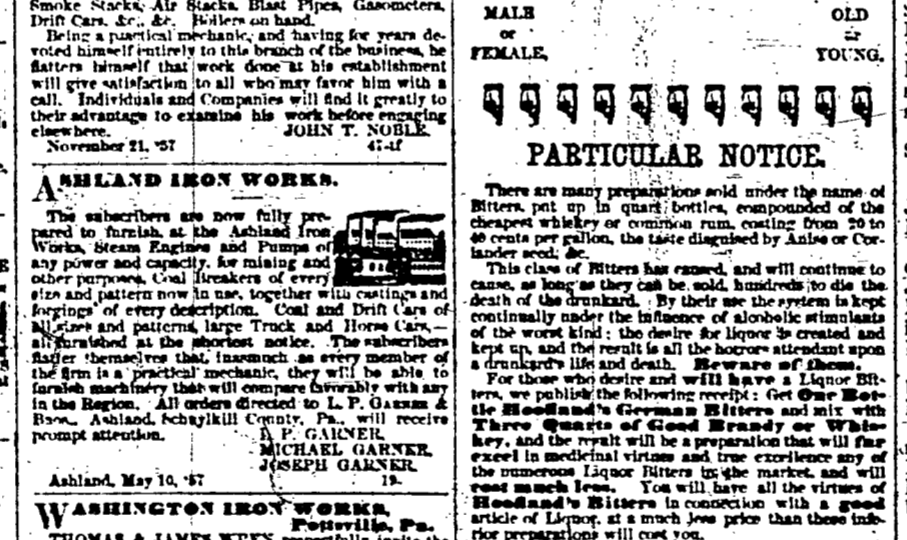 Smoke Stacks, Air Stacks, Blast Pipes, Gasometers,
Drift Cars, &c., &c. Boilers on hand.
Being a practical mechanic, and having for years de-
voted himself entirely to this branch of the business, he
flatters himself that work done at his establishment
will give satisfaction to all who may favor him with a
call. Individuals and Companies will find it greatly to
their advantage to examine his work before engaging
elsewhere. JOHN T. NOBLE.
November 21, '57 47-tf
ASHLAND IRON WORKS.
The subscribers are now fully pre-
pared to furnish, at the Ashland Iron
Works, Steam Engines and Pumps of
any power and capacity, for mining and
other purposes, Coal Breakers of every
size and pattern now in use, together with castings and
forgings of every description. Coal and Drift Cars of
all sizes and patterns, large Truck and Horse Cars,—
all furnished at the shortest notice. The subscribers
flatter themselves that, inasmuch as every member of
the firm is a practical mechanic, they will be able to
furnish machinery that will compare favorably with any
in the Region. All orders directed to L. P. GARNER &
BROS., Ashland, Schuylkill County, Pa., will receive
prompt attention.
P. GARNER,
MICHAEL GARNER,
JOSEPH GARNER.
Ashland, May 10, '57 19-
WASHINGTON IRON WORKS,
Pottsville, Pa.
THOMAS & JAMES WREN respectfully invite the
MALE OLD
or or
FEMALE, YOUNG.
PARTICULAR NOTICE.
There are many preparations sold under the name of
Bitters, put up in quart bottles, compounded of the
cheapest whiskey or common rum, costing from 20 to
40 cents per gallon, the taste disguised by Anise or Cor-
iander seed, &c.
This class of Bitters has caused, and will continue to
cause, as long as they can be sold, hundreds to die the
death of the drunkard. By their use the system is kept
continually under the influence of alcoholic stimulants
of the worst kind; the desire for liquor is created and
kept up, and the result is all the horrors attendant upon
a drunkard's life and death. Beware of them.
For those who desire and will have a Liquor Bit-
ters, we publish the following receipt: Get One Bot-
tle Hoofland's German Bitters and mix with
Three Quarts of Good Brandy or Whis-
key, and the result will be a preparation that will far
excel in medicinal virtues and true excellence any of
the numerous Liquor Bitters in the market, and will
cost much less. You will have all the virtues of
Hoofland's Bitters in connection with a good
article of Liquor, at a much less price than these infe-
rior preparations will cost you.